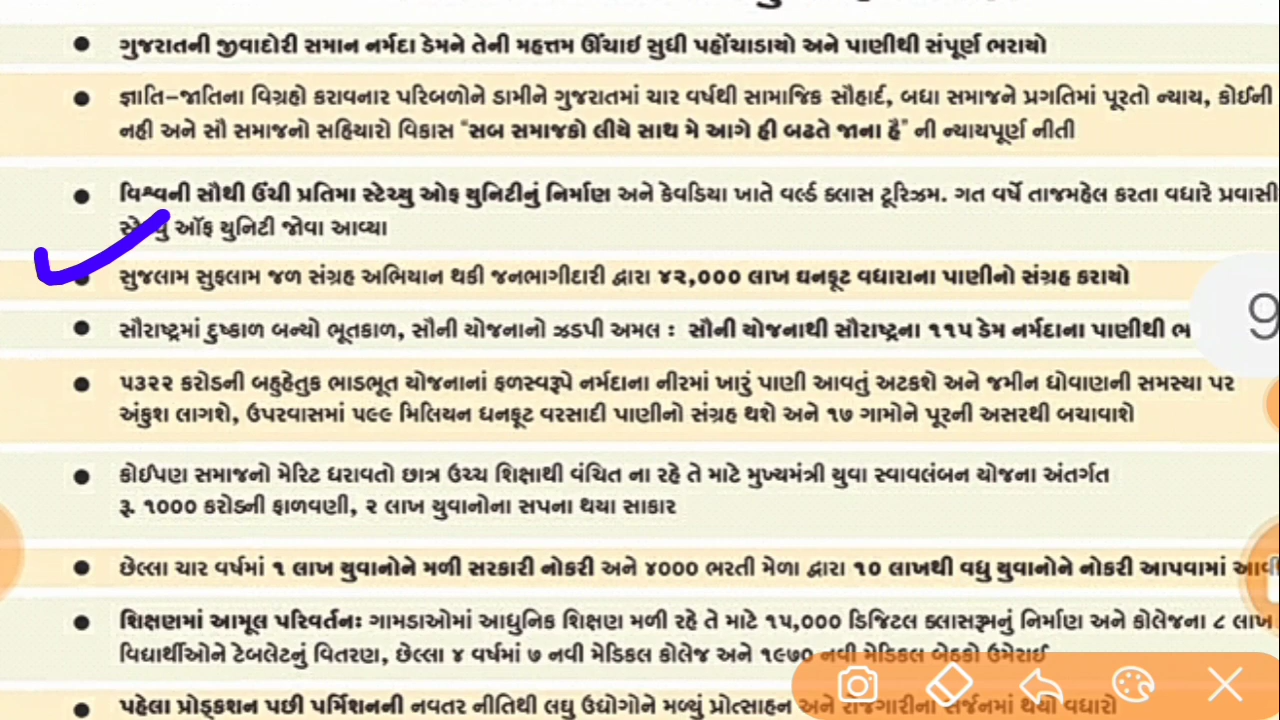 ગુજરાતની જીવાદોરી સમાન નર્મદા ડેમને તેની મહત્તમ ઊંચાઇ સુધી પહોંચાડાયો અને પાણીથી સંપૂર્ણ ભરાયો
જ્ઞાતિ-જાતિના વિગ્રહો કરાવનાર પરિબળોને ડામીને ગુજરાતમાં ચાર વર્ષથી સામાજિક સૌહાર્દ, બધા સમાજને પ્રગતિમાં પૂરતો ન્યાય, કોઈની
નહી અને સૌ સમાજનો સહિયારો વિકાસ "સબ સમાજકો લીયે સાથ મે આગે હી બઢતે જાના હૈ" ની ન્યાયપૂર્ણ નીતી
વિશ્વની સૌથી ઉંચી પ્રતિમા સ્ટેચ્યુ ઓફ યુનિટીનું નિર્માણ અને કેવડિયા ખાતે વર્લ્ડ ક્લાસ ટૂરિઝમ. ગત વર્ષે તાજમહેલ કરતા વધારે પ્રવાસી
સ્ટેચ્યુ ઑફ યુનિટી જોવા આવ્યા
સુજલામ સુફલામ જળ સંગ્રહ અભિયાન થકી જનભાગીદારી દ્વારા ૪૨,૦૦૦ લાખ ઘનફૂટ વધારાના પાણીનો સંગ્રહ કરાયો
સૌરાષ્ટ્રમાં દુષ્કાળ બન્યો ભૂતકાળ, સૌની યોજનાનો ઝડપી અમલ : સૌની યોજનાથી સૌરાષ્ટ્રના ૧૧૫ ડેમ નર્મદાના પાણીથી ભ
9
૫૩૨૨ કરોડની બહુહેતુક ભાડભૂત યોજનાનાં ફળસ્વરૂપે નર્મદાના નીરમાં ખારું પાણી આવતું અટકશે અને જમીન ધોવાણની સમસ્યા પર
અંકુશ લાગશે, ઉપરવાસમાં ૫૯૯ મિલિયન ઘનફૂટ વરસાદી પાણીનો સંગ્રહ થશે અને ૧૭ ગામોને પૂરની અસરથી બચાવાશે
કોઈપણ સમાજનો મેરિટ ધરાવતો છાત્ર ઉચ્ચ શિક્ષાથી વંચિત ના રહે તે માટે મુખ્યમંત્રી યુવા સ્વાવલંબન યોજના અંતર્ગત
રૂ. ૧૦૦૦ કરોડની ફાળવણી, ૨ લાખ યુવાનોના સપના થયા સાકાર
છેલ્લા ચાર વર્ષમાં ૧ લાખ યુવાનોને મળી સરકારી નોકરી અને ૪૦૦૦ ભરતી મેળા દ્વારા ૧૦ લાખથી વધુ યુવાનોને નોકરી આપવામાં
શિક્ષણમાં આમૂલ પરિવર્તનઃ ગામડાઓમાં આધુનિક શિક્ષણ મળી રહે તે માટે ૧૫,૦૦૦ ડિજિટલ ક્લાસરૂમનું નિર્માણ અને કોલેજના ૮ લાખ
વિદ્યાર્થીઓને ટેબલેટનું વિતરણ, છેલ્લા ૪ વર્ષમાં ૭ નવી મેડિકલ કોલેજ અને ૧૯૭૦ નવી મેડિકલ બેઠકો ઉમેરાઈ
પહેલા પ્રોડ્કશન પછી પર્મિશનની નવતર નીતિથી લઘુ ઉદ્યોગોને મળ્યું પ્રોત્સાહન અને રોજગારીના સર્જનમાં થયો વધારો